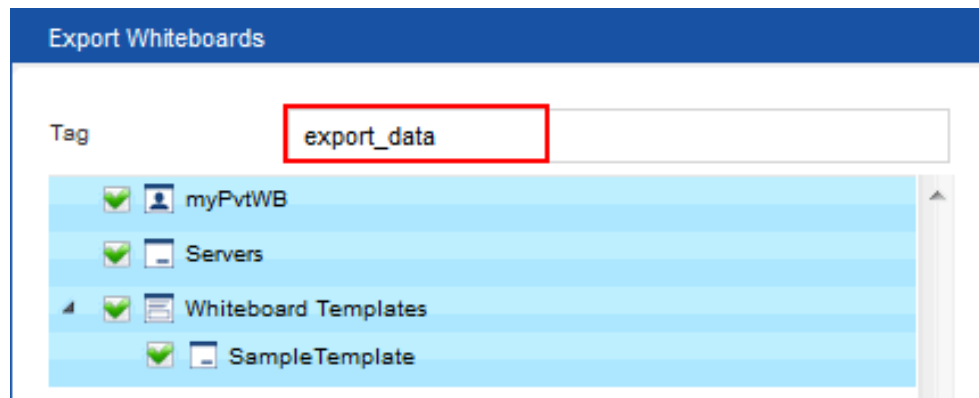 Export Whiteboards
Tag export_data
myPvtWB
Servers
Whiteboard Templates
SampleTemplate